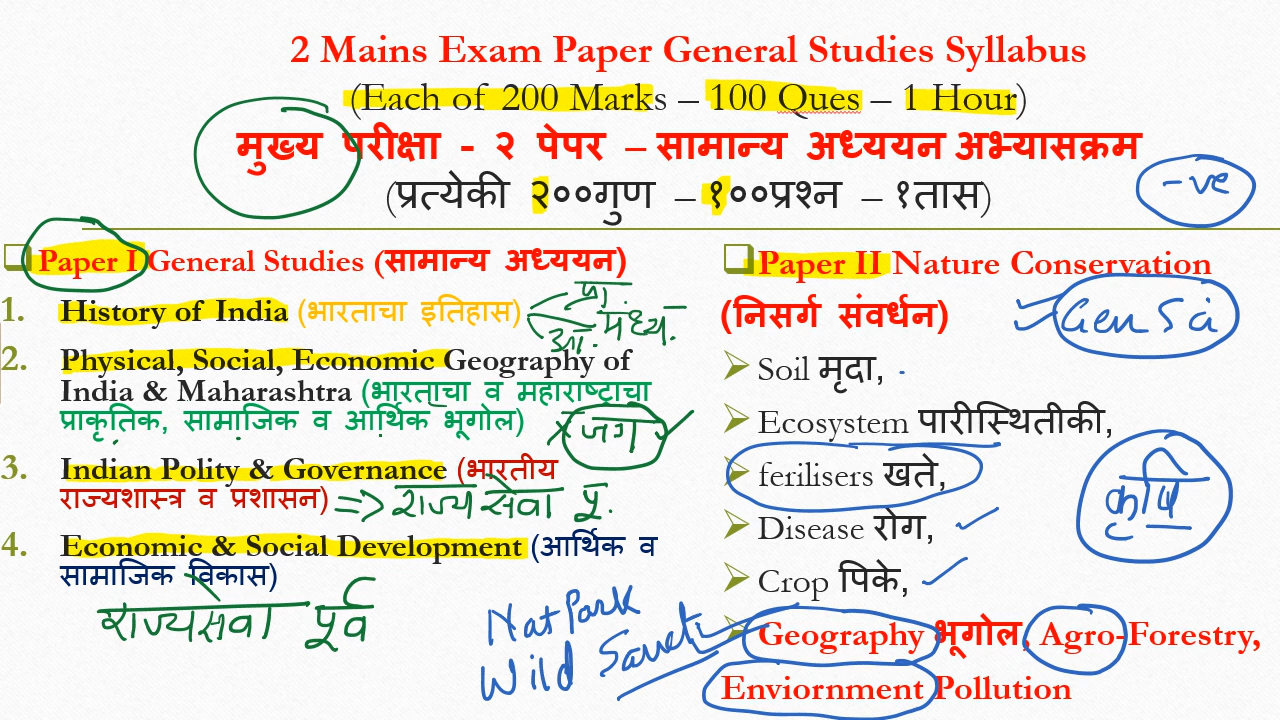 2 Mains Exam Paper General Studies Syllabus
(Each of 200 Marks – 100 Ques – 1 Hour)
मुख्य परीक्षा - २ पेपर – सामान्य अध्ययन अभ्यासक्रम
(प्रत्येकी २००गुण – १००प्रश्न – १तास)
-ve
Paper I General Studies (सामान्य अध्ययन)
1. History of India (भारताचा इतिहास)
प्रा.
मध्य.
आ.
2. Physical, Social, Economic Geography of
India & Maharashtra (भारताचा व महाराष्ट्राचा
प्राकृतिक, सामाजिक व आर्थिक भूगोल)
जग
3. Indian Polity & Governance (भारतीय
राज्यशास्त्र व प्रशासन)
=> राज्य सेवा पू.
4. Economic & Social Development (आर्थिक व
सामाजिक विकास)
राज्यसेवा पूर्व
Paper II Nature Conservation
(निसर्ग संवर्धन)
Gen Sci
Soil मृदा,
Ecosystem पारीस्थितीकी,
ferilisers खते,
कृषि
Disease रोग,
Crop पिके,
Nat Park
Wild
Geography भूगोल, Agro-Forestry,
Enviornment Pollution